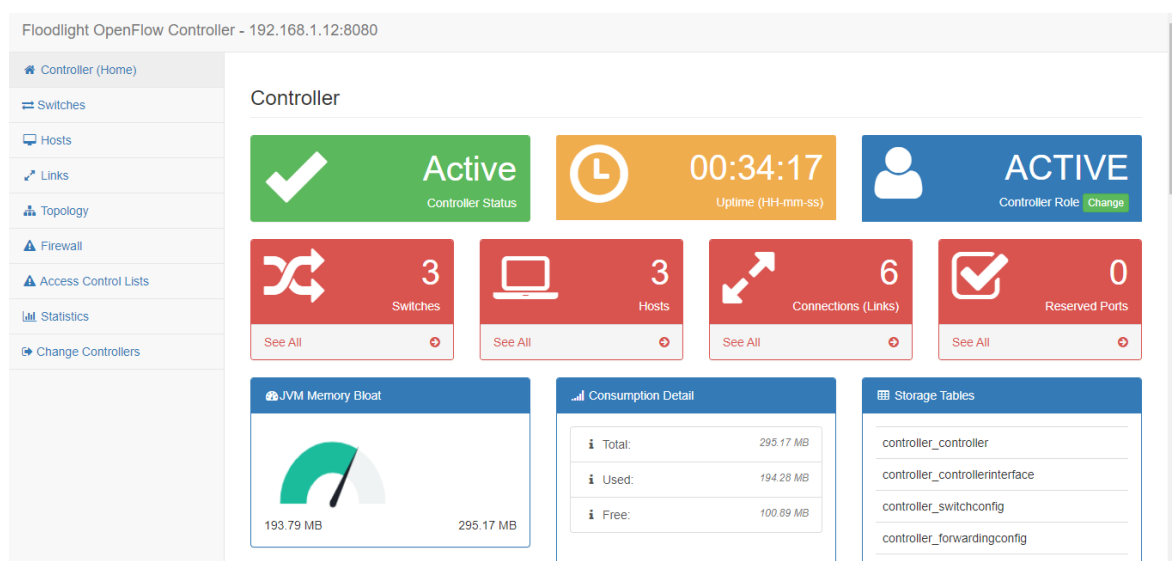 Floodlight OpenFlow Controller - 192.168.1.12:8080
Controller (Home)
Switches
Hosts
Links
Topology
Firewall
Access Control Lists
Statistics
Change Controllers
Controller
Active
Controller Status
00:34:17
Uptime (HH-mm-ss)
ACTIVE
Controller Role Change
3
Switches
See All
3
Hosts
See All
6
Connections (Links)
See All
0
Reserved Ports
See All
JVM Memory Bloat
193.79 MB 295.17 MB
Consumption Detail
Total: 295.17 MB
Used: 194.28 MB
Free: 100.89 MB
Storage Tables
controller_controller
controller_controllerinterface
controller_switchconfig
controller_forwardingconfig